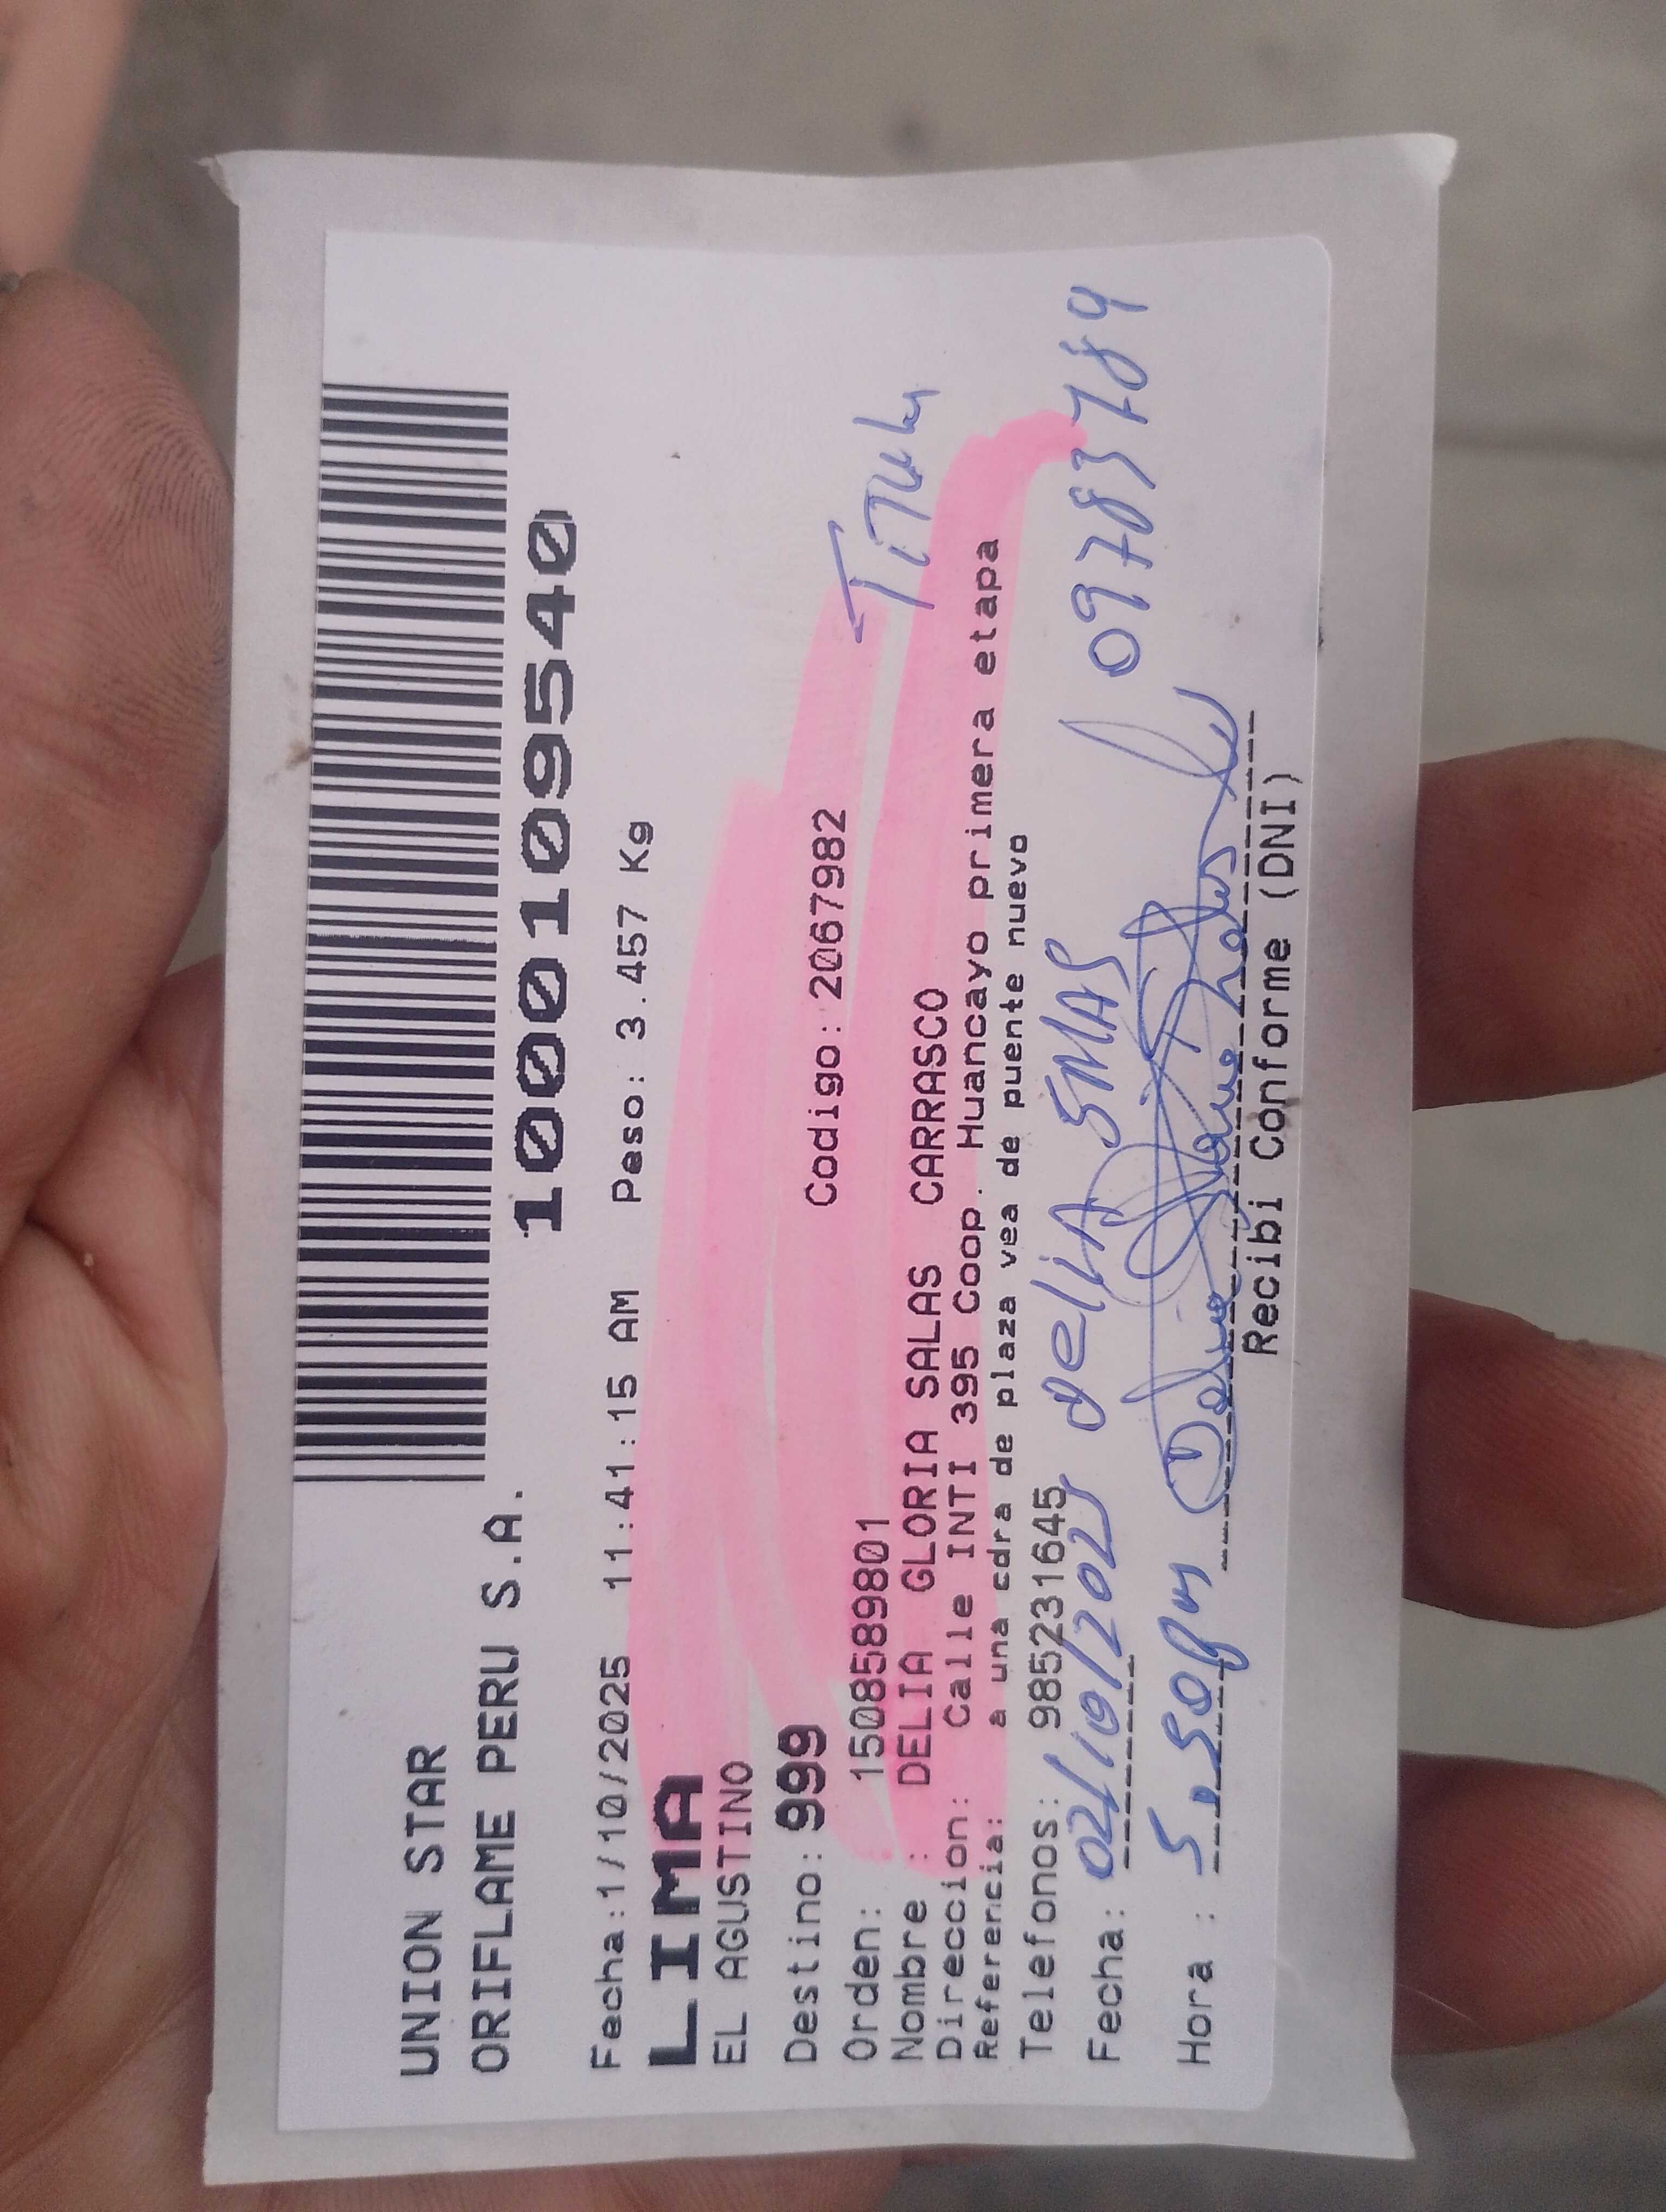 UNION STAR
ORIFLAME PERU S.A.
1000109540
Fecha:1/10/2025 11:41:15 AM Peso: 3.457 Kg
LIMA
EL AGUSTINO
Destino: 999 Codigo: 2067982
Orden: 1508589801
Nombre : DELIA GLORIA SALAS CARRASCO
Direccion: Calle INTI 395 Coop. Huancayo primera etapa
Referencia: a una cdra de plaza vea de puente nuevo
Telefonos: 985231645
Fecha: 02/10/2025 DELIA SALAS 09783789
Hora : 5.50pm
Recibi Conforme (DNI)